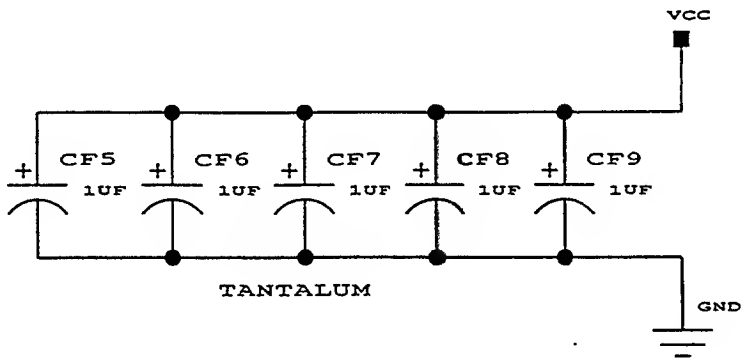 VCC
+ CF5 + CF6 + CF7 + CF8 + CF9
1UF 1UF 1UF 1UF 1UF
TANTALUM
GND